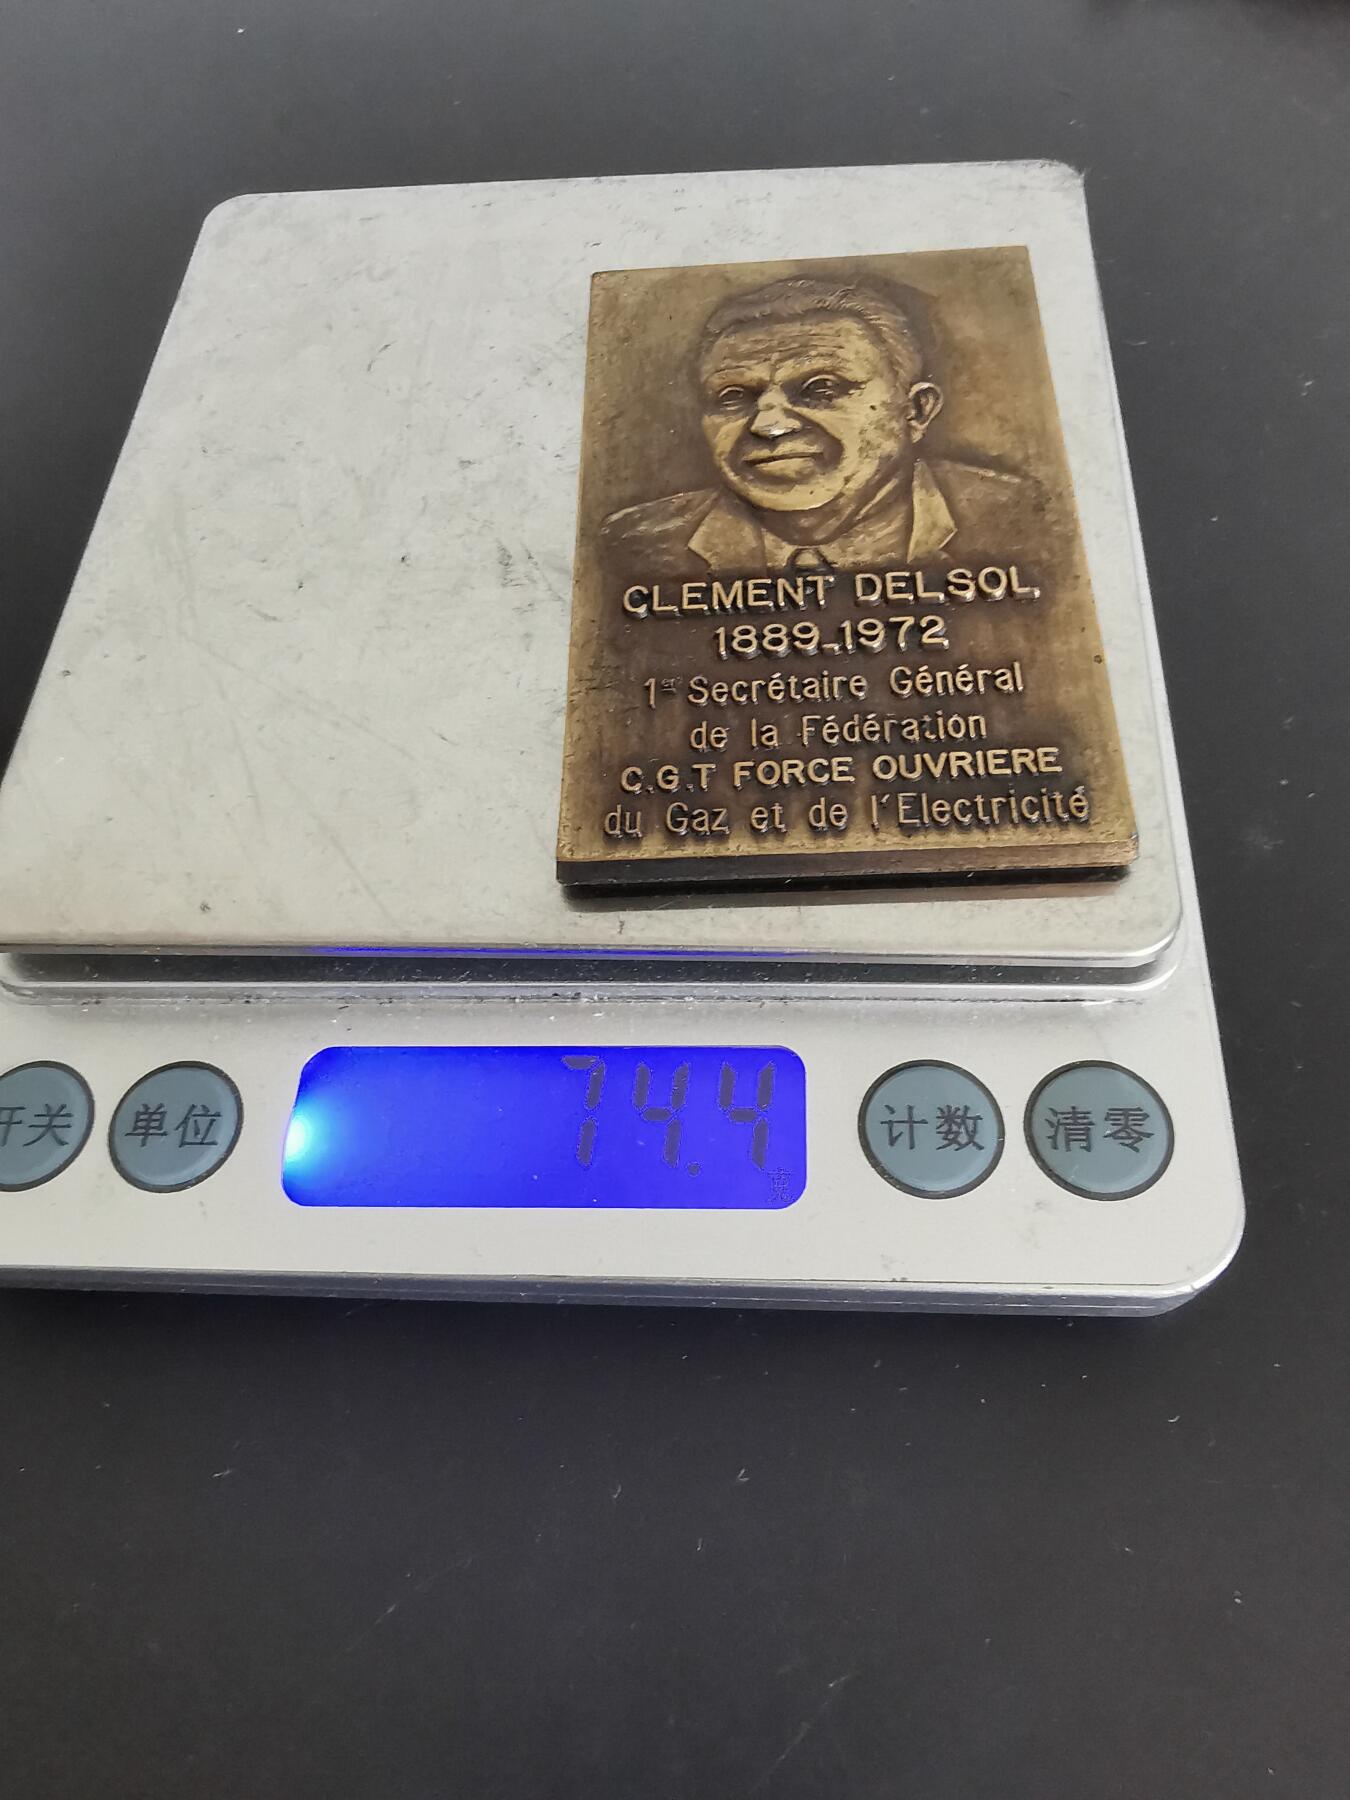 CLEMENT DELSOL
1889-1972
1er Secrétaire Général
de la Fédération
C.G.T FORCE OUVRIERE
du Gaz et de l'Electricité
74.4
开关
单位
计数
清零